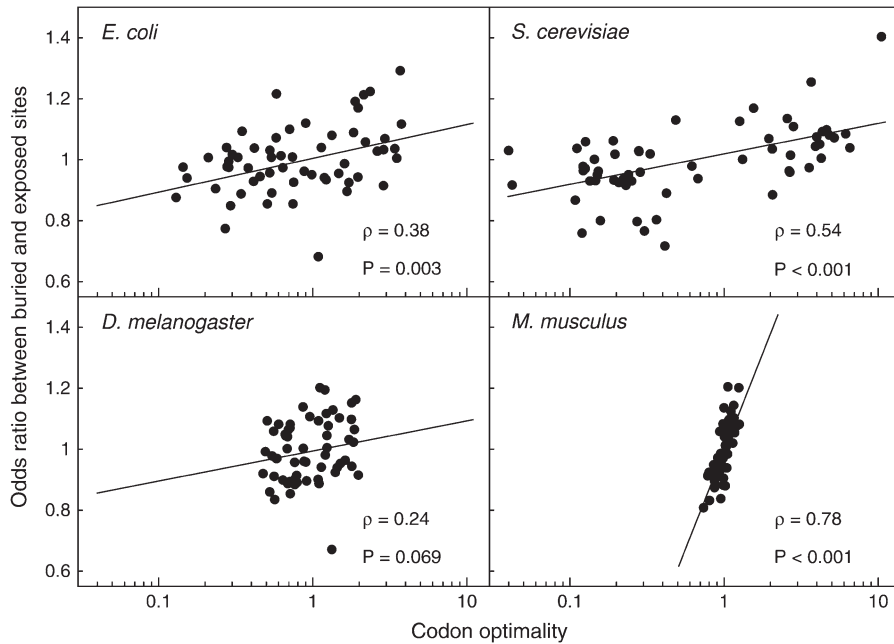 Odds ratio between buried and exposed sites
1.4
1.2
1
0.8
0.6
E. coli
ρ = 0.38
P = 0.003
S. cerevisiae
ρ = 0.54
P < 0.001
1.4
1.2
1
0.8
0.6
D. melanogaster
ρ = 0.24
P = 0.069
M. musculus
ρ = 0.78
P < 0.001
0.1 1 10 0.1 1 10
Codon optimality